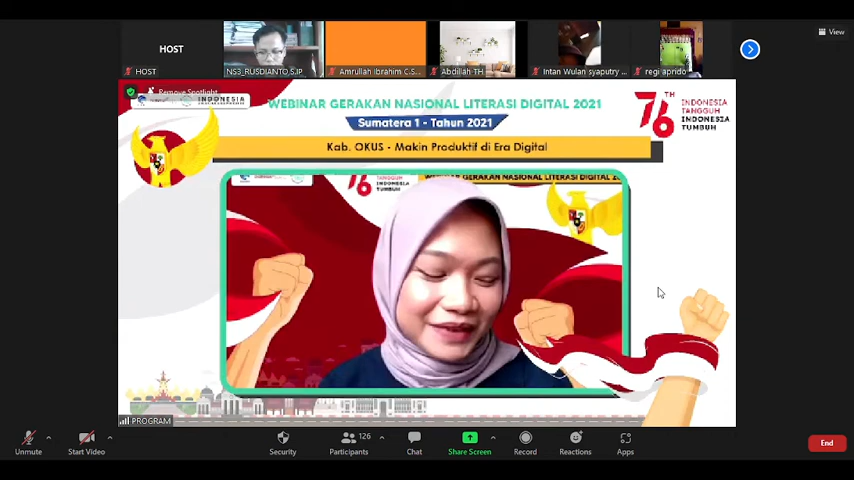 HOST
View
HOST
NS3_RUSDIANTO,S.IP
Amrullah Ibrahim C.S...
Abdillah TH
Intan Wulan syaputry ...
regi aprido
Remove Spotlight
INDONESIA
WEBINAR GERAKAN NASIONAL LITERASI DIGITAL 2021
Sumatera 1 - Tahun 2021
Kab. OKUS - Makin Produktif di Era Digital
76 TH
INDONESIA
TANGGUH
INDONESIA
TUMBUH
76
INDONESIA
TANGGUH
INDONESIA
TUMBUH
WEBINAR GERAKAN NASIONAL LITERASI DIGITAL 20
PROGRAM
Unmute
Start Video
Security
Participants
126
Chat
Share Screen
Record
Reactions
Apps
End